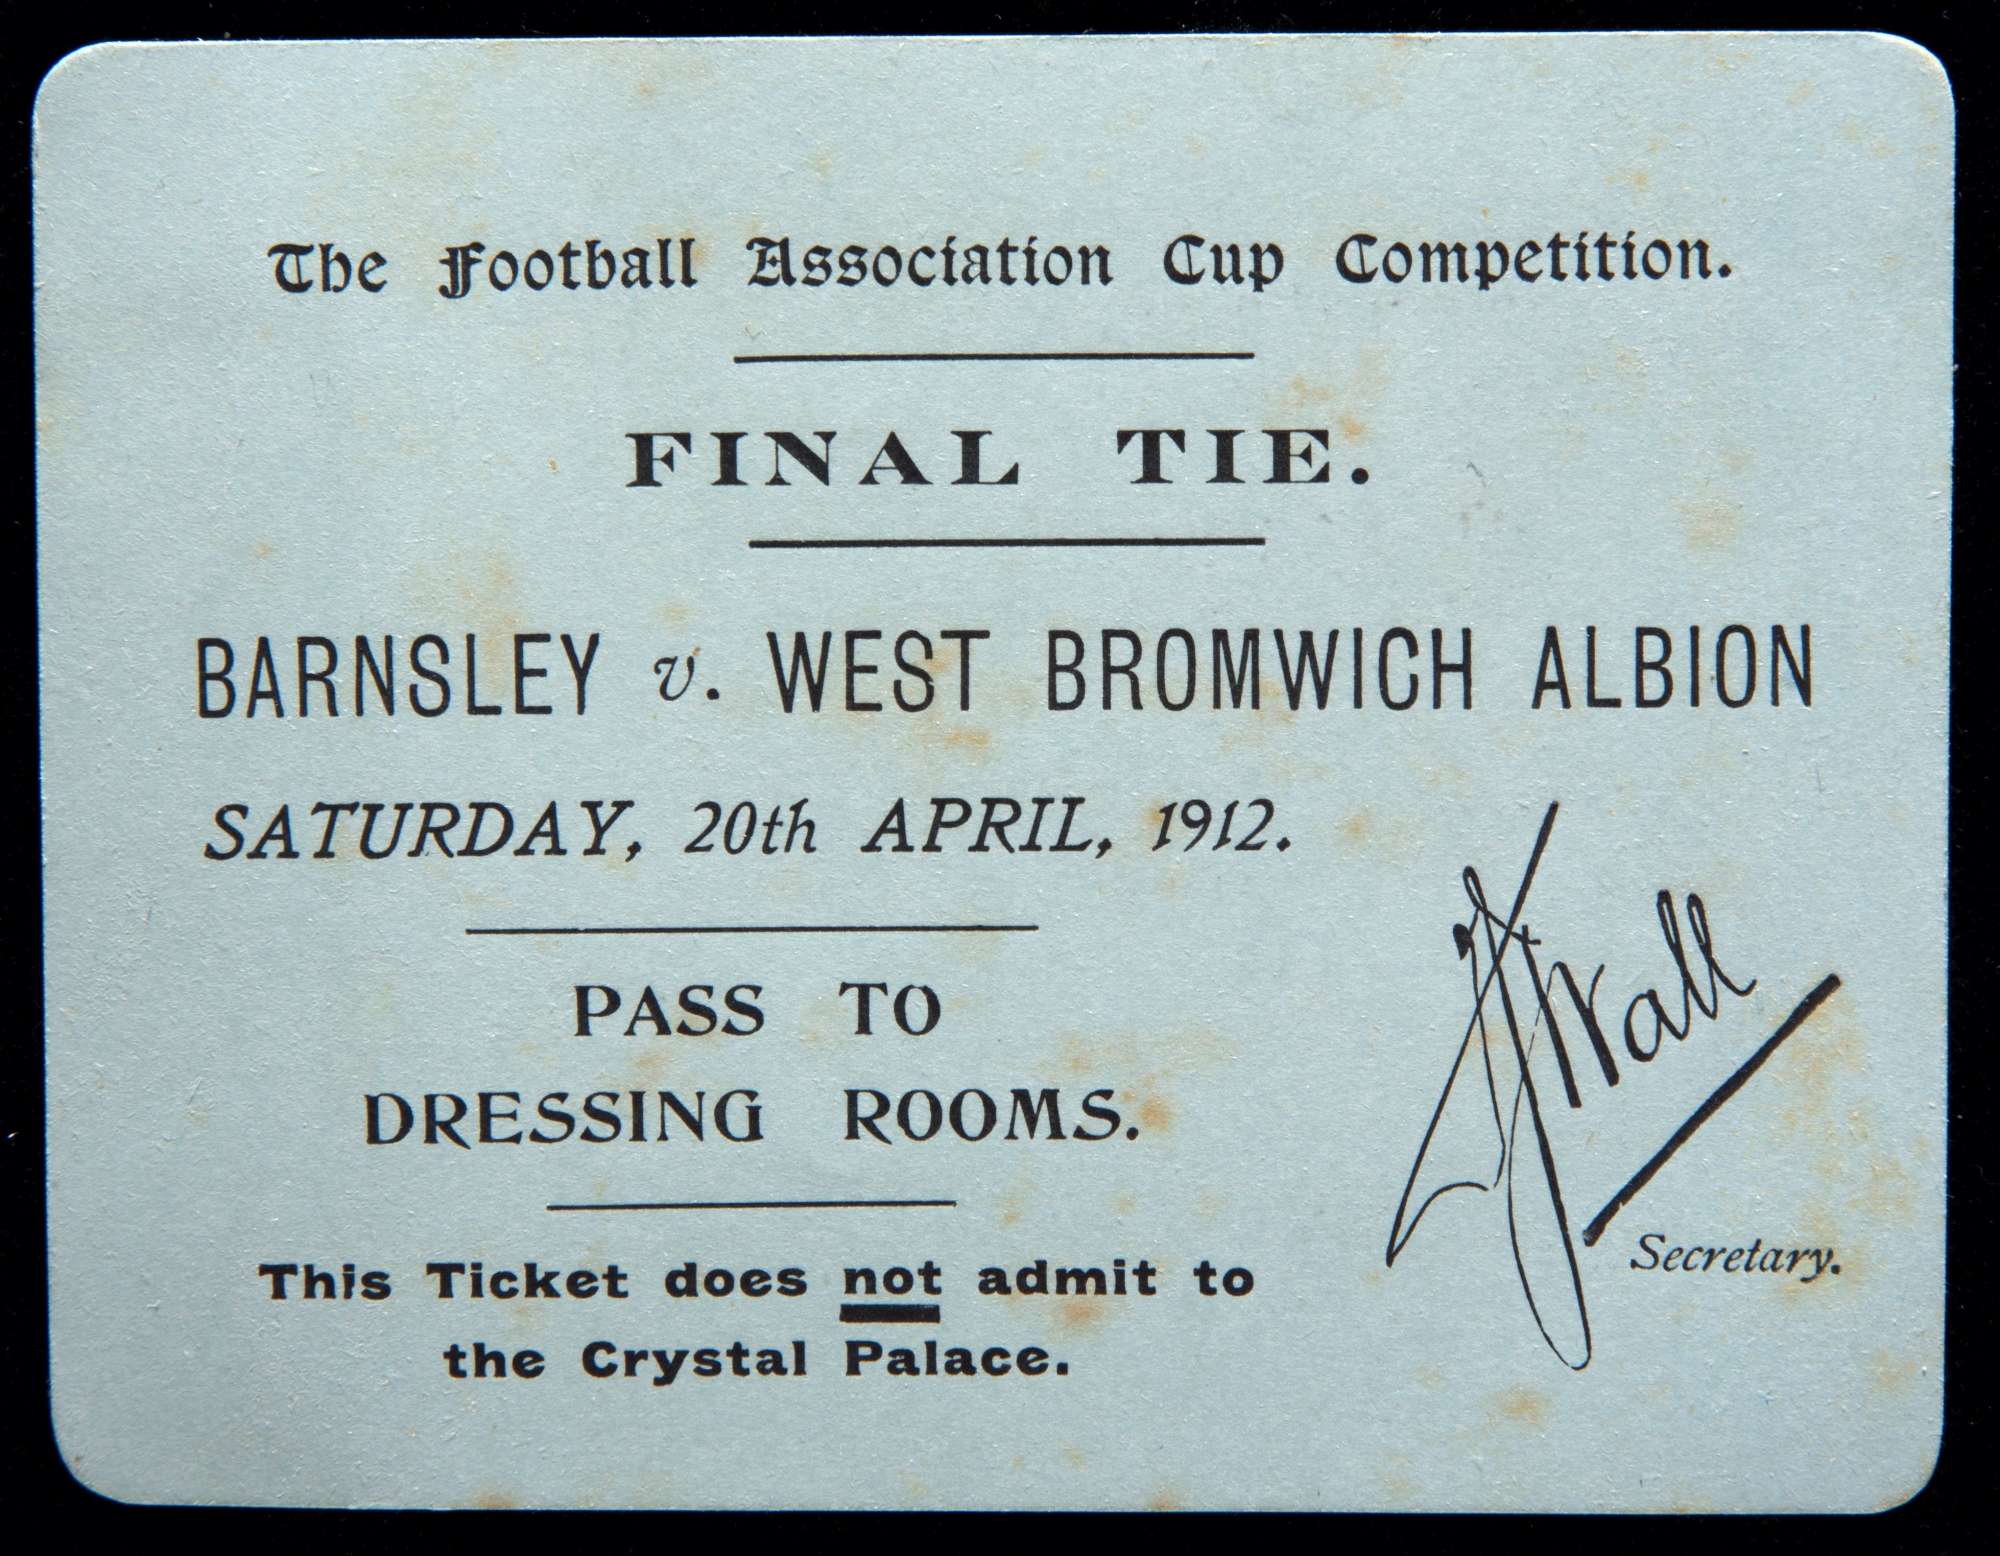 The Football Association Cup Competition.
FINAL TIE.
BARNSLEY v. WEST BROMWICH ALBION
SATURDAY, 20th APRIL, 1912.
PASS TO
DRESSING ROOMS.
This Ticket does not admit to
the Crystal Palace.
FJWall
Secretary.